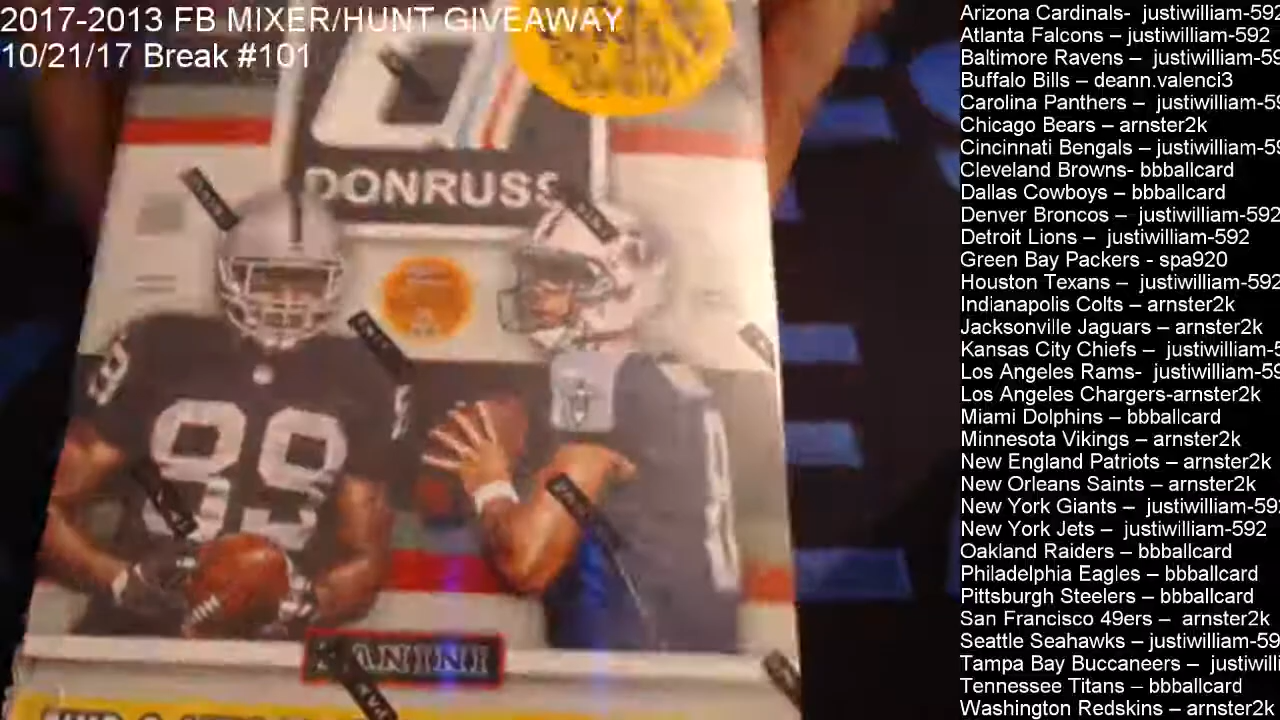 2017-2013 FB MIXER/HUNT GIVEAWAY
10/21/17 Break #101
DONRUSS
89
99
8
PANINI
Arizona Cardinals-  justiwilliam-592
Atlanta Falcons – justiwilliam-592
Baltimore Ravens – justiwilliam-59
Buffalo Bills – deann.valenci3
Carolina Panthers –  justiwilliam-59
Chicago Bears – arnster2k
Cincinnati Bengals – justiwilliam-59
Cleveland Browns- bbballcard
Dallas Cowboys – bbballcard
Denver Broncos –  justiwilliam-592
Detroit Lions –  justiwilliam-592
Green Bay Packers - spa920
Houston Texans –  justiwilliam-592
Indianapolis Colts – arnster2k
Jacksonville Jaguars – arnster2k
Kansas City Chiefs –  justiwilliam-5
Los Angeles Rams-  justiwilliam-59
Los Angeles Chargers-arnster2k
Miami Dolphins – bbballcard
Minnesota Vikings – arnster2k
New England Patriots – arnster2k
New Orleans Saints – arnster2k
New York Giants –  justiwilliam-592
New York Jets –  justiwilliam-592
Oakland Raiders – bbballcard
Philadelphia Eagles – bbballcard
Pittsburgh Steelers – bbballcard
San Francisco 49ers –  arnster2k
Seattle Seahawks – justiwilliam-59
Tampa Bay Buccaneers –  justiwilli
Tennessee Titans – bbballcard
Washington Redskins – arnster2k